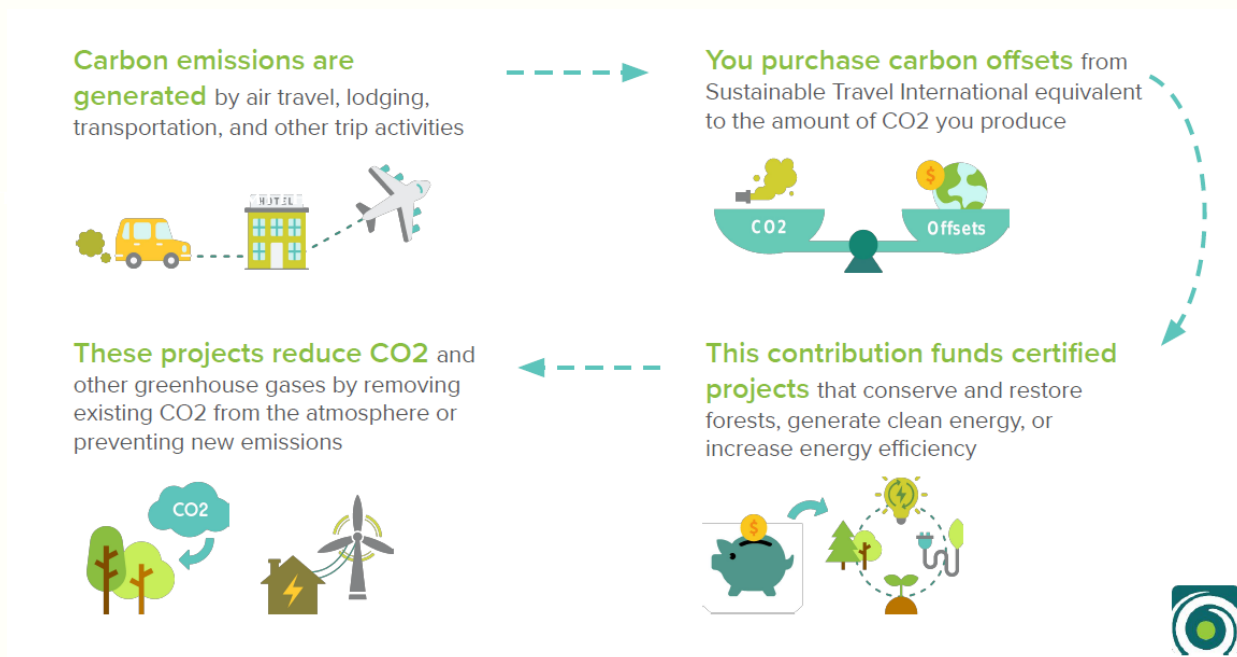 Carbon emissions are
generated by air travel, lodging,
transportation, and other trip activities
HOTEL
You purchase carbon offsets from
Sustainable Travel International equivalent
to the amount of CO2 you produce
$
CO2
Offsets
This contribution funds certified
projects that conserve and restore
forests, generate clean energy, or
increase energy efficiency
$
These projects reduce CO2 and
other greenhouse gases by removing
existing CO2 from the atmosphere or
preventing new emissions
CO2